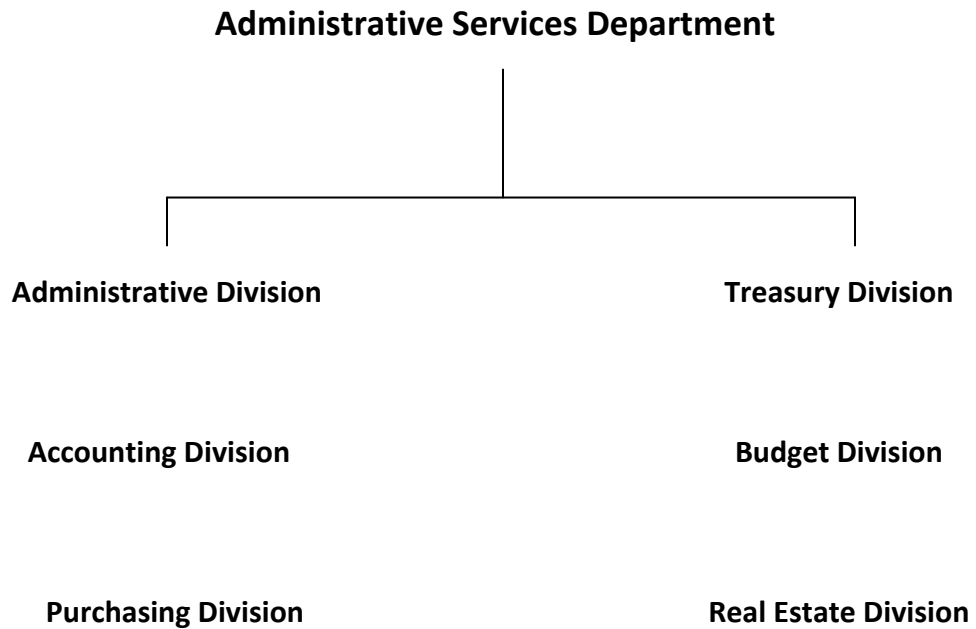 Administrative Services Department
Administrative Division
Treasury Division
Accounting Division
Budget Division
Purchasing Division
Real Estate Division